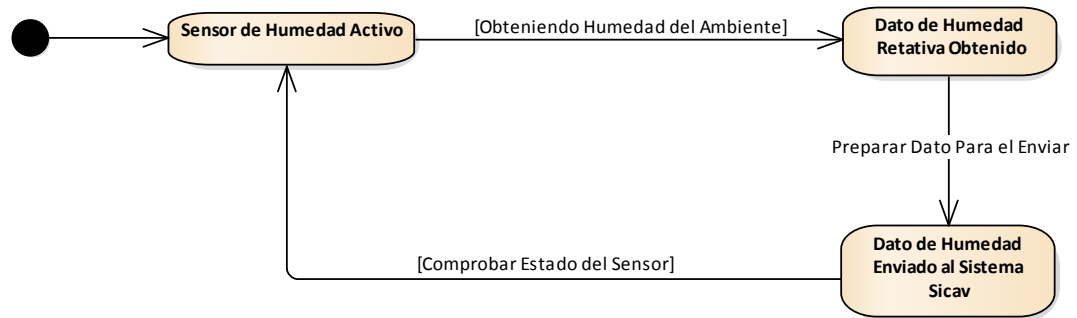 Sensor de Humedad Activo
[Obteniendo Humedad del Ambiente]
Dato de Humedad
Retativa Obtenido
Preparar Dato Para el Enviar
Dato de Humedad
Enviado al Sistema
Sicav
[Comprobar Estado del Sensor]